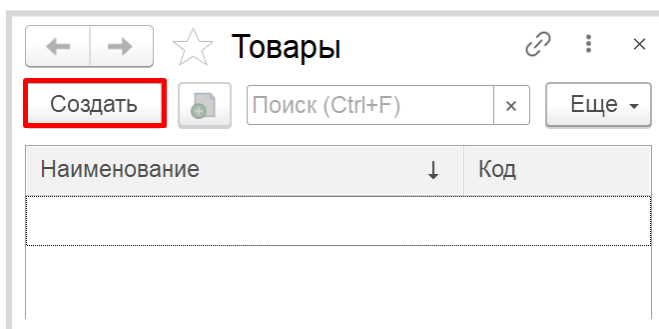 Товары
Создать Поиск (Ctrl+F) × Еще
Наименование ↓ Код